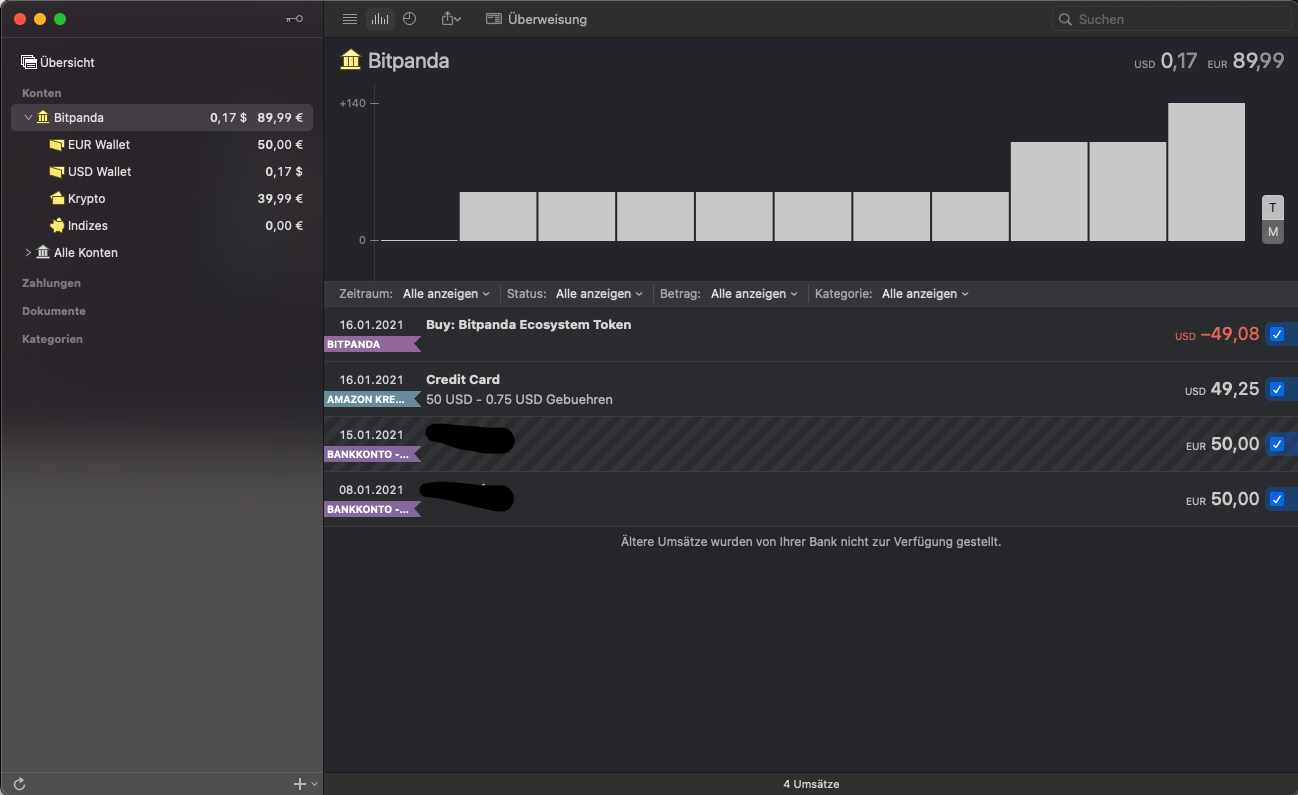 Überweisung
Suchen
Übersicht
Konten
Bitpanda 0,17 $ 89,99 €
EUR Wallet 50,00 €
USD Wallet 0,17 $
Krypto 39,99 €
Indizes 0,00 €
Alle Konten
Zahlungen
Dokumente
Kategorien
Bitpanda
USD 0,17 EUR 89,99
+140
0
T
M
Zeitraum: Alle anzeigen Status: Alle anzeigen Betrag: Alle anzeigen Kategorie: Alle anzeigen
16.01.2021 Buy: Bitpanda Ecosystem Token
BITPANDA
USD −49,08
16.01.2021 Credit Card
AMAZON KRE... 50 USD - 0.75 USD Gebuehren
USD 49,25
15.01.2021
BANKKONTO -...
EUR 50,00
08.01.2021
BANKKONTO -...
EUR 50,00
Ältere Umsätze wurden von Ihrer Bank nicht zur Verfügung gestellt.
4 Umsätze